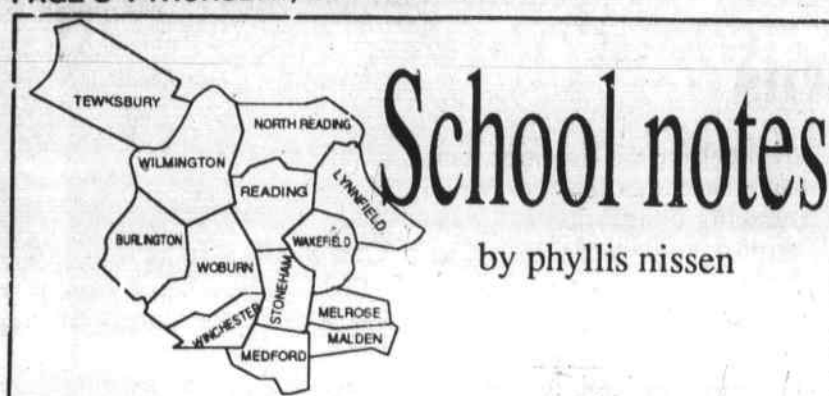 TEWKSBURY
School notes
by phyllis nissen
NORTH READING
WILMINGTON
READING
LYNNFIELD
BURLINGTON
WOBURN
WAKEFIELD
STONEHAM
WINCHESTER
MELROSE
MALDEN
MEDFORD